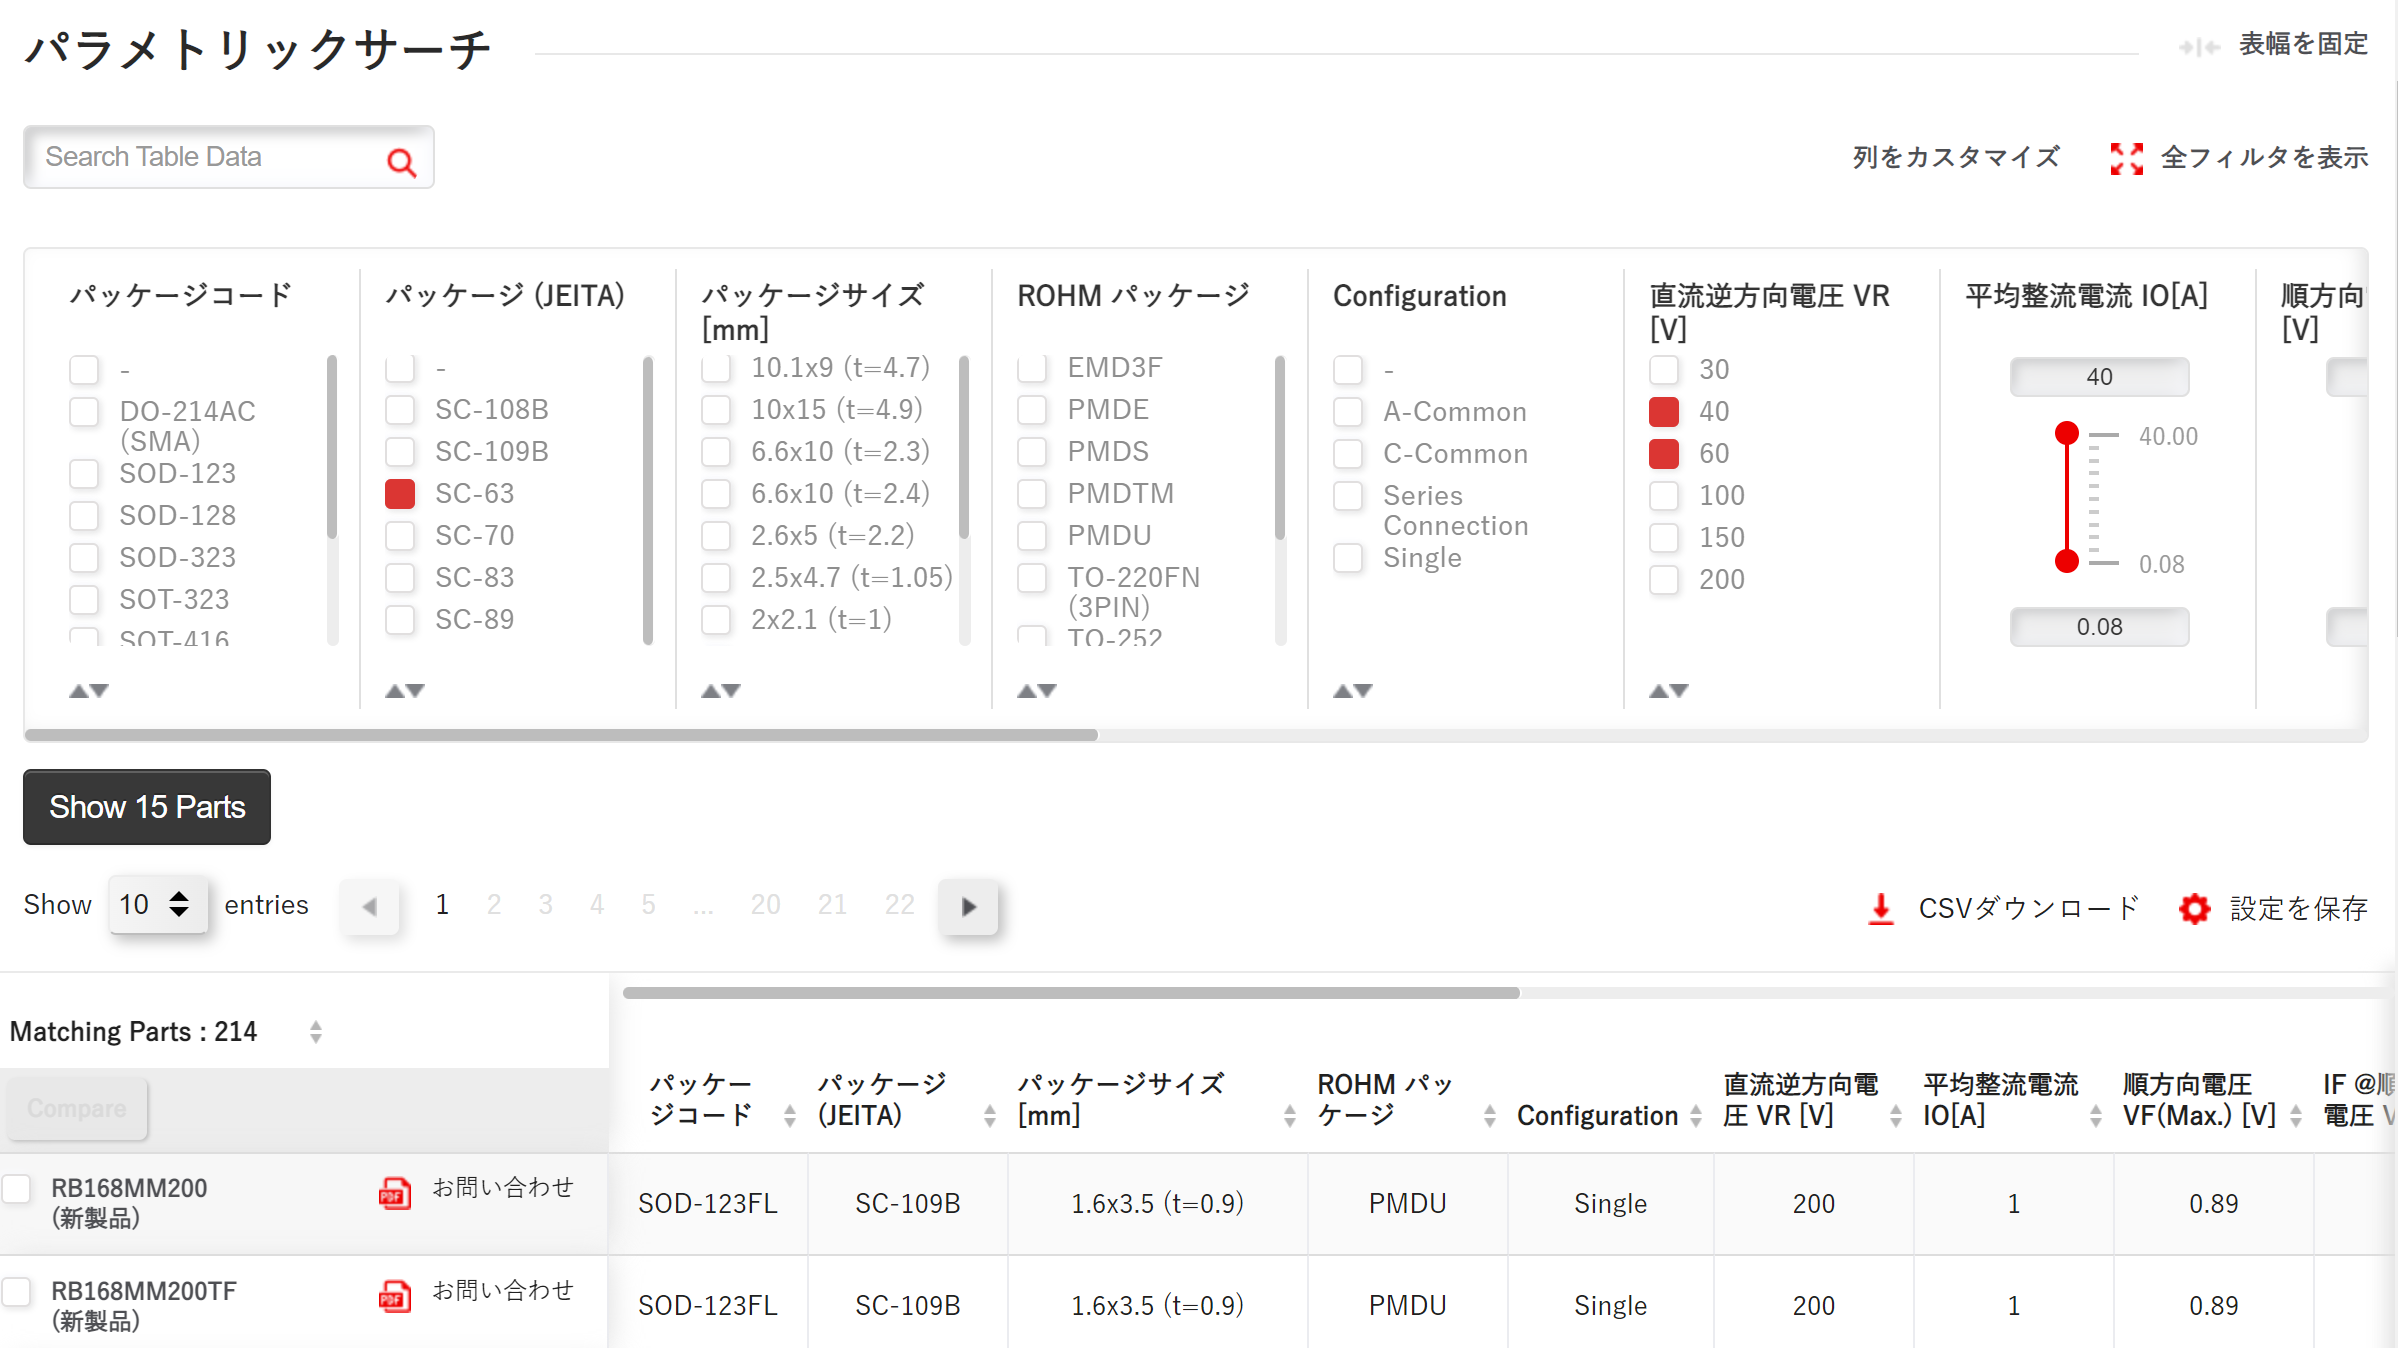 パラメトリックサーチ
表幅を固定
Search Table Data
列をカスタマイズ
全フィルタを表示
パッケージコード
-
DO-214AC
(SMA)
SOD-123
SOD-128
SOD-323
SOT-323
SOT-416
パッケージ (JEITA)
-
SC-108B
SC-109B
SC-63
SC-70
SC-83
SC-89
パッケージサイズ
[mm]
10.1x9 (t=4.7)
10x15 (t=4.9)
6.6x10 (t=2.3)
6.6x10 (t=2.4)
2.6x5 (t=2.2)
2.5x4.7 (t=1.05)
2x2.1 (t=1)
ROHM パッケージ
EMD3F
PMDE
PMDS
PMDTM
PMDU
TO-220FN
(3PIN)
TO-252
Configuration
-
A-Common
C-Common
Series
Connection
Single
直流逆方向電圧 VR
[V]
30
40
60
100
150
200
平均整流電流 IO[A]
40
40.00
0.08
0.08
順方向
[V]
Show 15 Parts
Show 10 entries
1 2 3 4 5 ... 20 21 22
CSVダウンロード
設定を保存
Matching Parts : 214
Compare
パッケー
ジコード
パッケージ
(JEITA)
パッケージサイズ
[mm]
ROHM パッ
ケージ
Configuration
直流逆方向電
圧 VR [V]
平均整流電流
IO[A]
順方向電圧
VF(Max.) [V]
IF @順
電圧 V
RB168MM200
(新製品)
お問い合わせ
SOD-123FL
SC-109B
1.6x3.5 (t=0.9)
PMDU
Single
200
1
0.89
RB168MM200TF
(新製品)
お問い合わせ
SOD-123FL
SC-109B
1.6x3.5 (t=0.9)
PMDU
Single
200
1
0.89